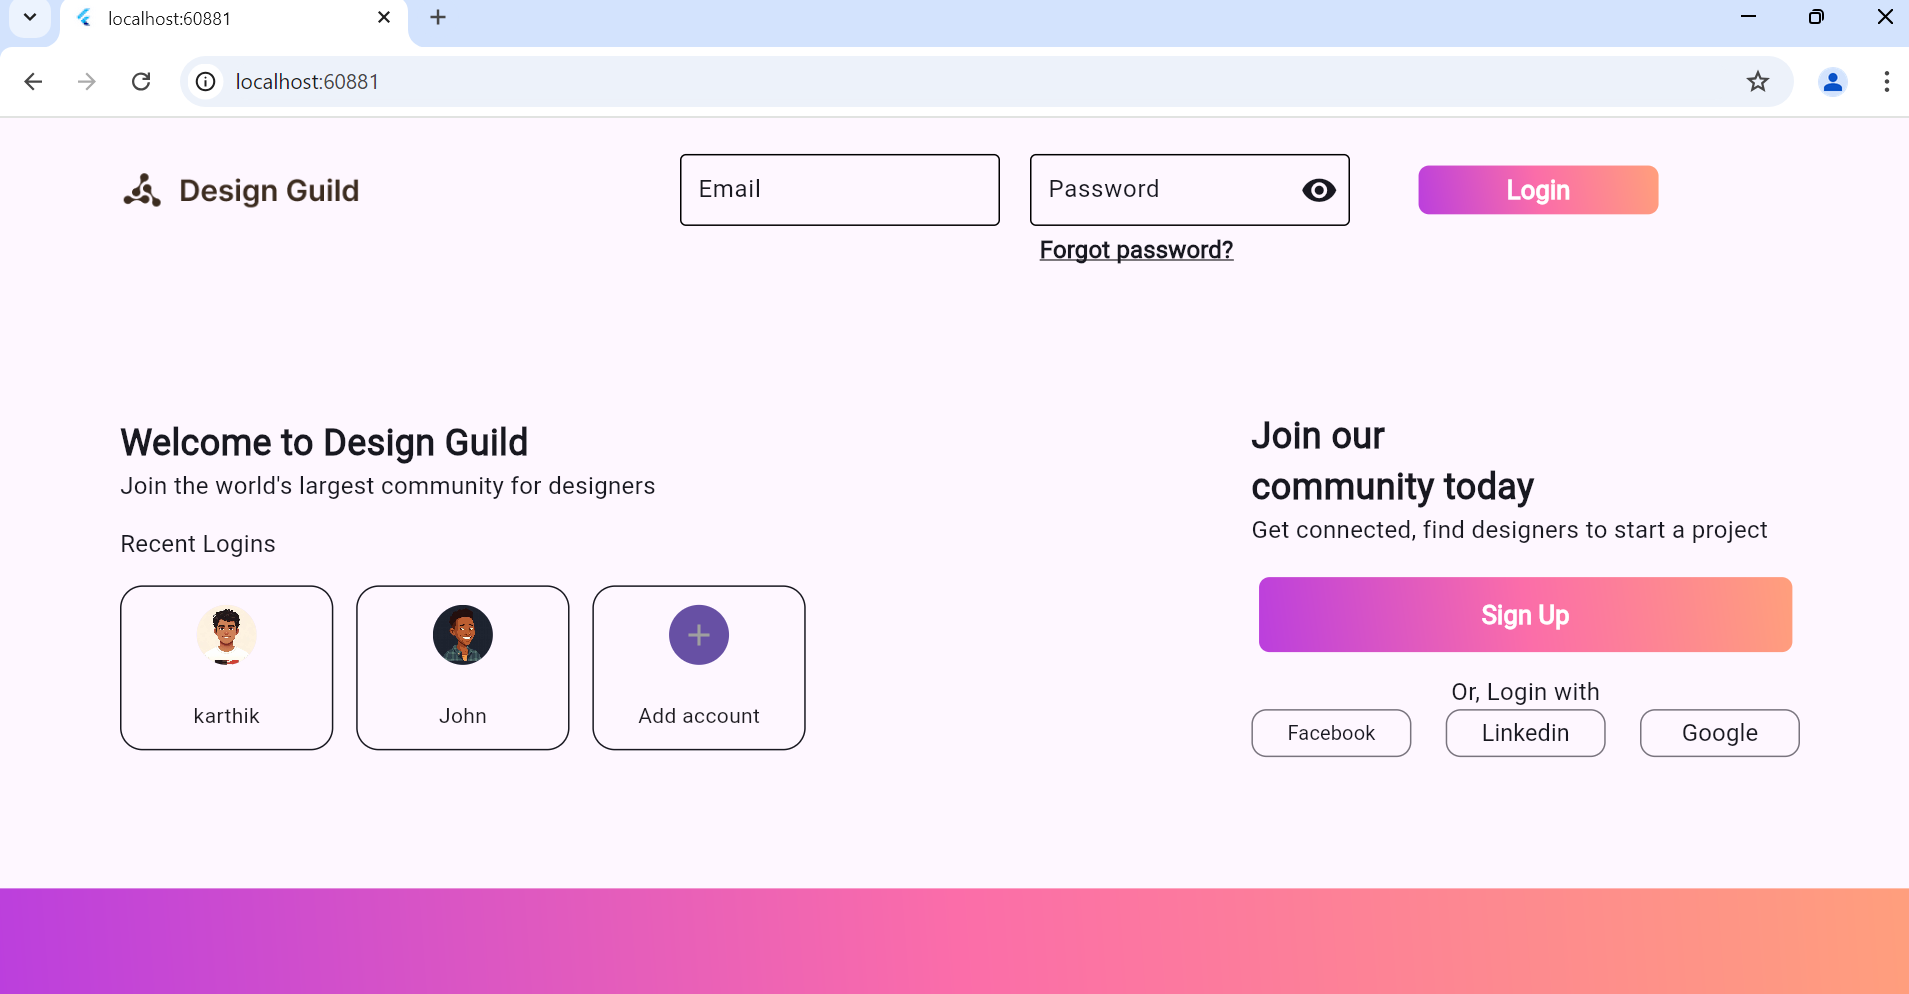 localhost:60881
localhost:60881
Design Guild
Email
Password
Login
Forgot password?
Welcome to Design Guild
Join the world's largest community for designers
Recent Logins
karthik
John
Add account
Join our
community today
Get connected, find designers to start a project
Sign Up
Or, Login with
Facebook
Linkedin
Google